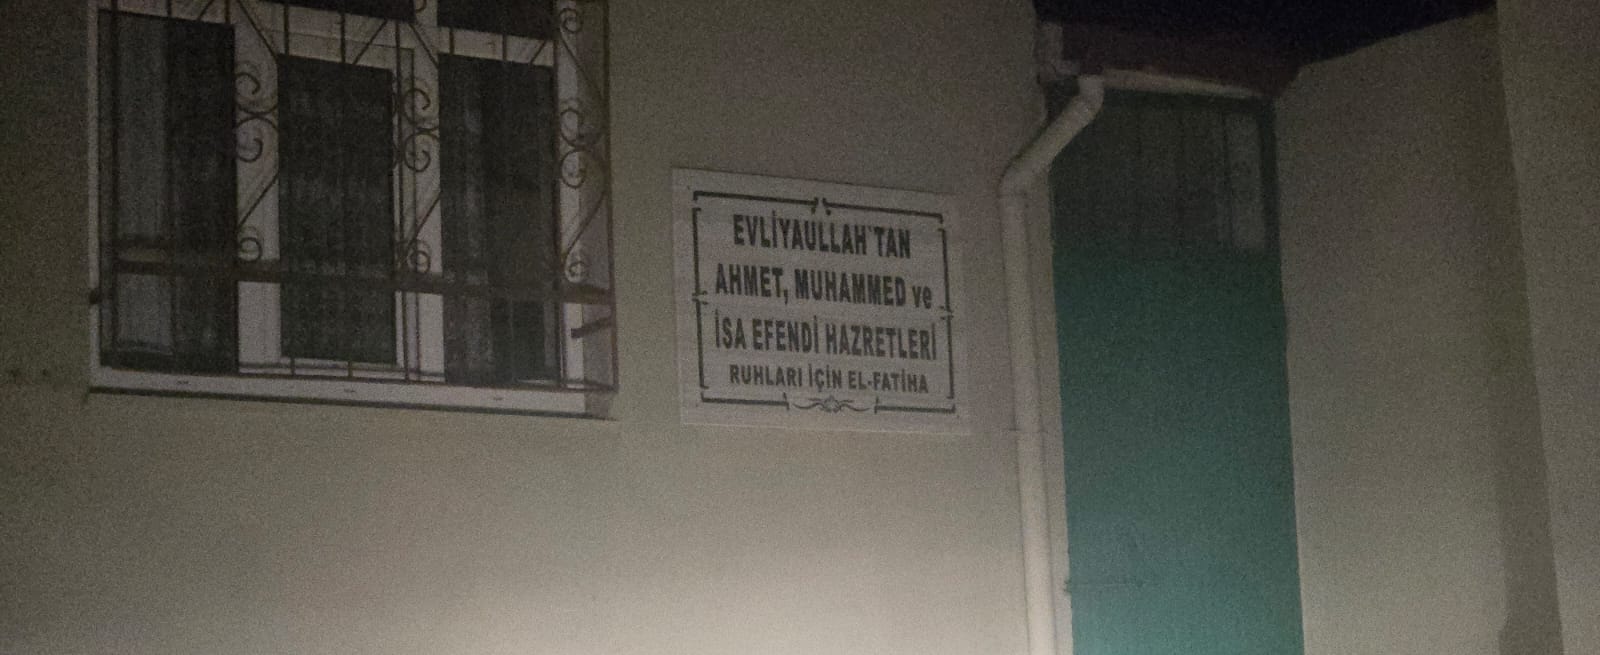 EVLİYAULLAH`TAN
AHMET, MUHAMMED ve
İSA EFENDİ HAZRETLERİ
RUHLARI İÇİN EL-FATİHA